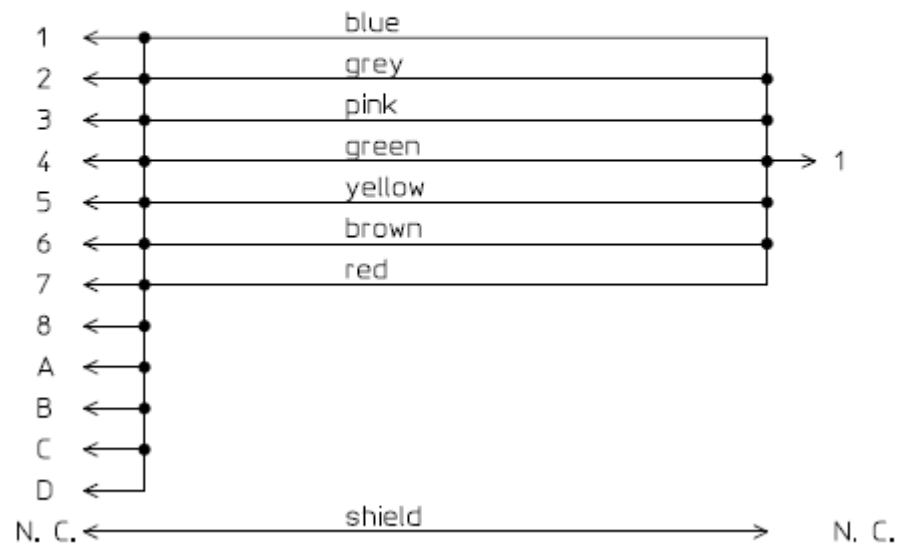 blue
1
grey
2
pink
3
green
4 1
yellow
5
brown
6
red
7
8
A
B
C
D
shield
N. C. N. C.